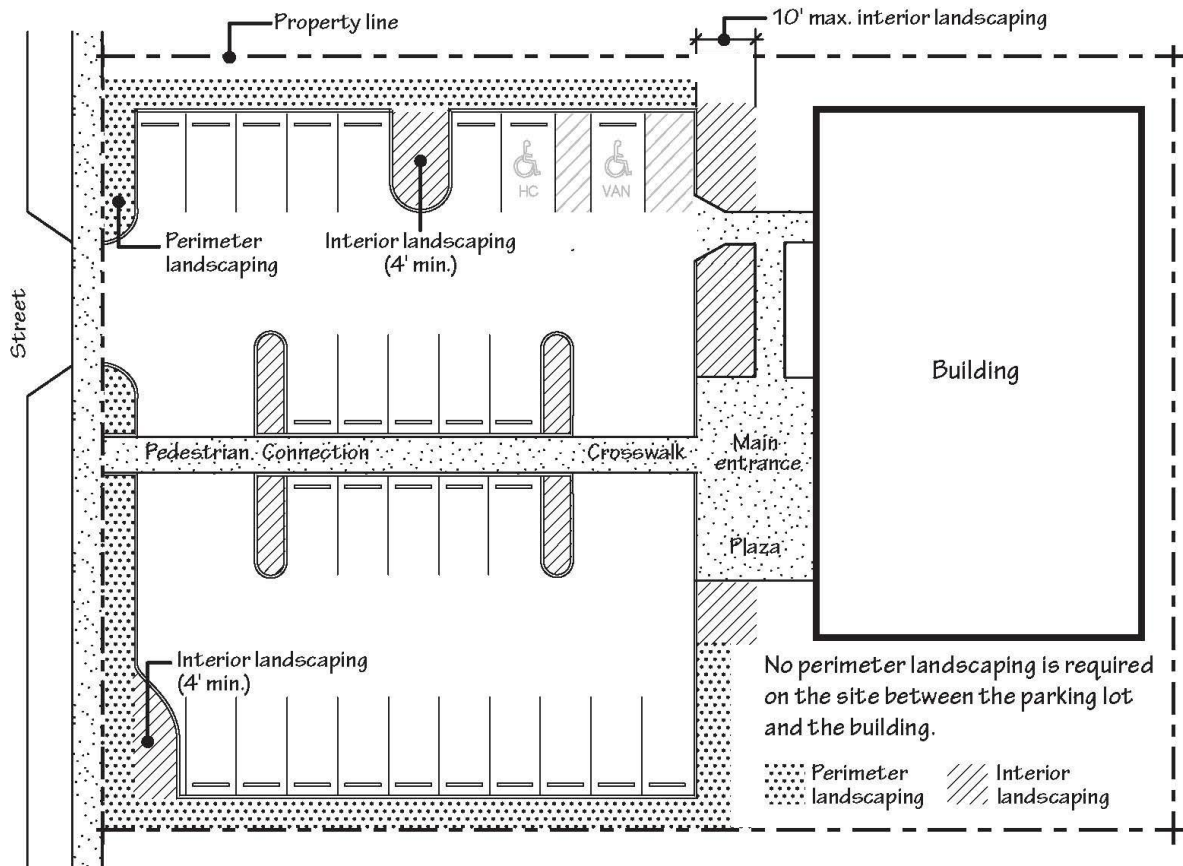 Property line
10' max. interior landscaping
HC
VAN
Perimeter
landscaping
Interior landscaping
(4' min.)
Street
Building
Pedestrian Connection
Crosswalk
Main
entrance
Plaza
Interior landscaping
(4' min.)
No perimeter landscaping is required
on the site between the parking lot
and the building.
Perimeter
landscaping
Interior
landscaping